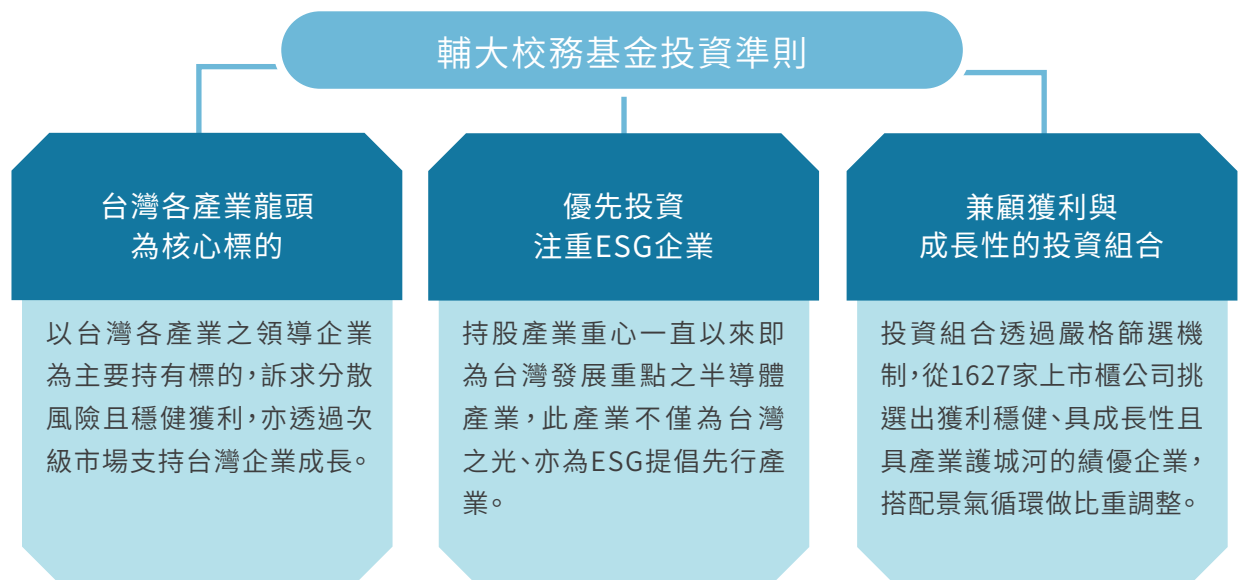 輔大校務基金投資準則
台灣各產業龍頭
為核心標的
以台灣各產業之領導企業
為主要持有標的，訴求分散
風險且穩健獲利，亦透過次
級市場支持台灣企業成長。
優先投資
注重ESG企業
持股產業重心一直以來即
為台灣發展重點之半導體
產業，此產業不僅為台灣
之光、亦為ESG提倡先行產
業。
兼顧獲利與
成長性的投資組合
投資組合透過嚴格篩選機
制，從1627家上市櫃公司挑
選出獲利穩健、具成長性且
具產業護城河的績優企業，
搭配景氣循環做比重調整。